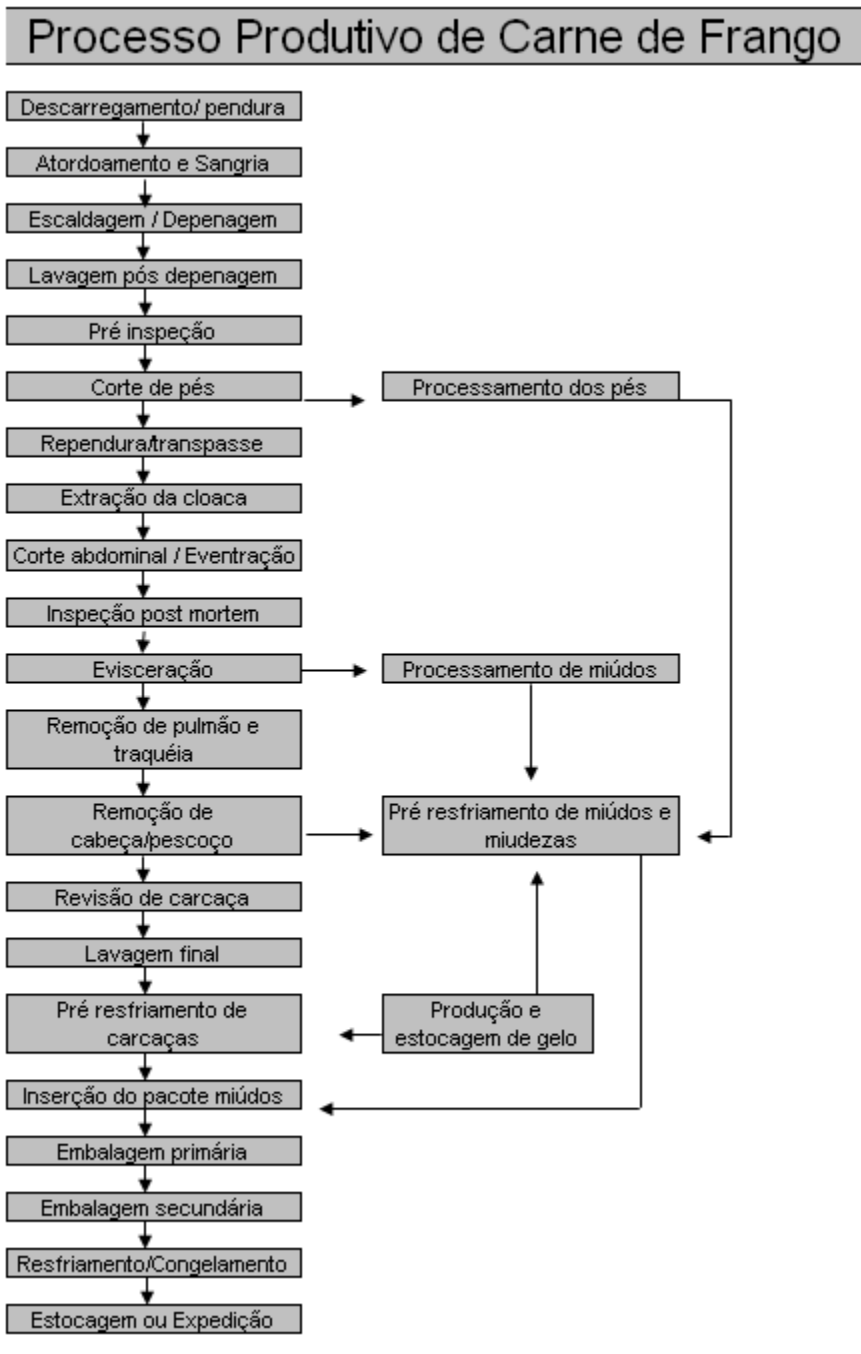 Processo Produtivo de Carne de Frango
Descarregamento/ pendura
Atordoamento e Sangria
Escaldagem / Depenagem
Lavagem pós depenagem
Pré inspeção
Corte de pés
Processamento dos pés
Rependura/transpasse
Extração da cloaca
Corte abdominal / Eventração
Inspeção post mortem
Evisceração
Processamento de miúdos
Remoção de pulmão e
traquéia
Remoção de
cabeça/pescoço
Pré resfriamento de miúdos e
miudezas
Revisão de carcaça
Lavagem final
Pré resfriamento de
carcaças
Produção e
estocagem de gelo
Inserção do pacote miúdos
Embalagem primária
Embalagem secundária
Resfriamento/Congelamento
Estocagem ou Expedição